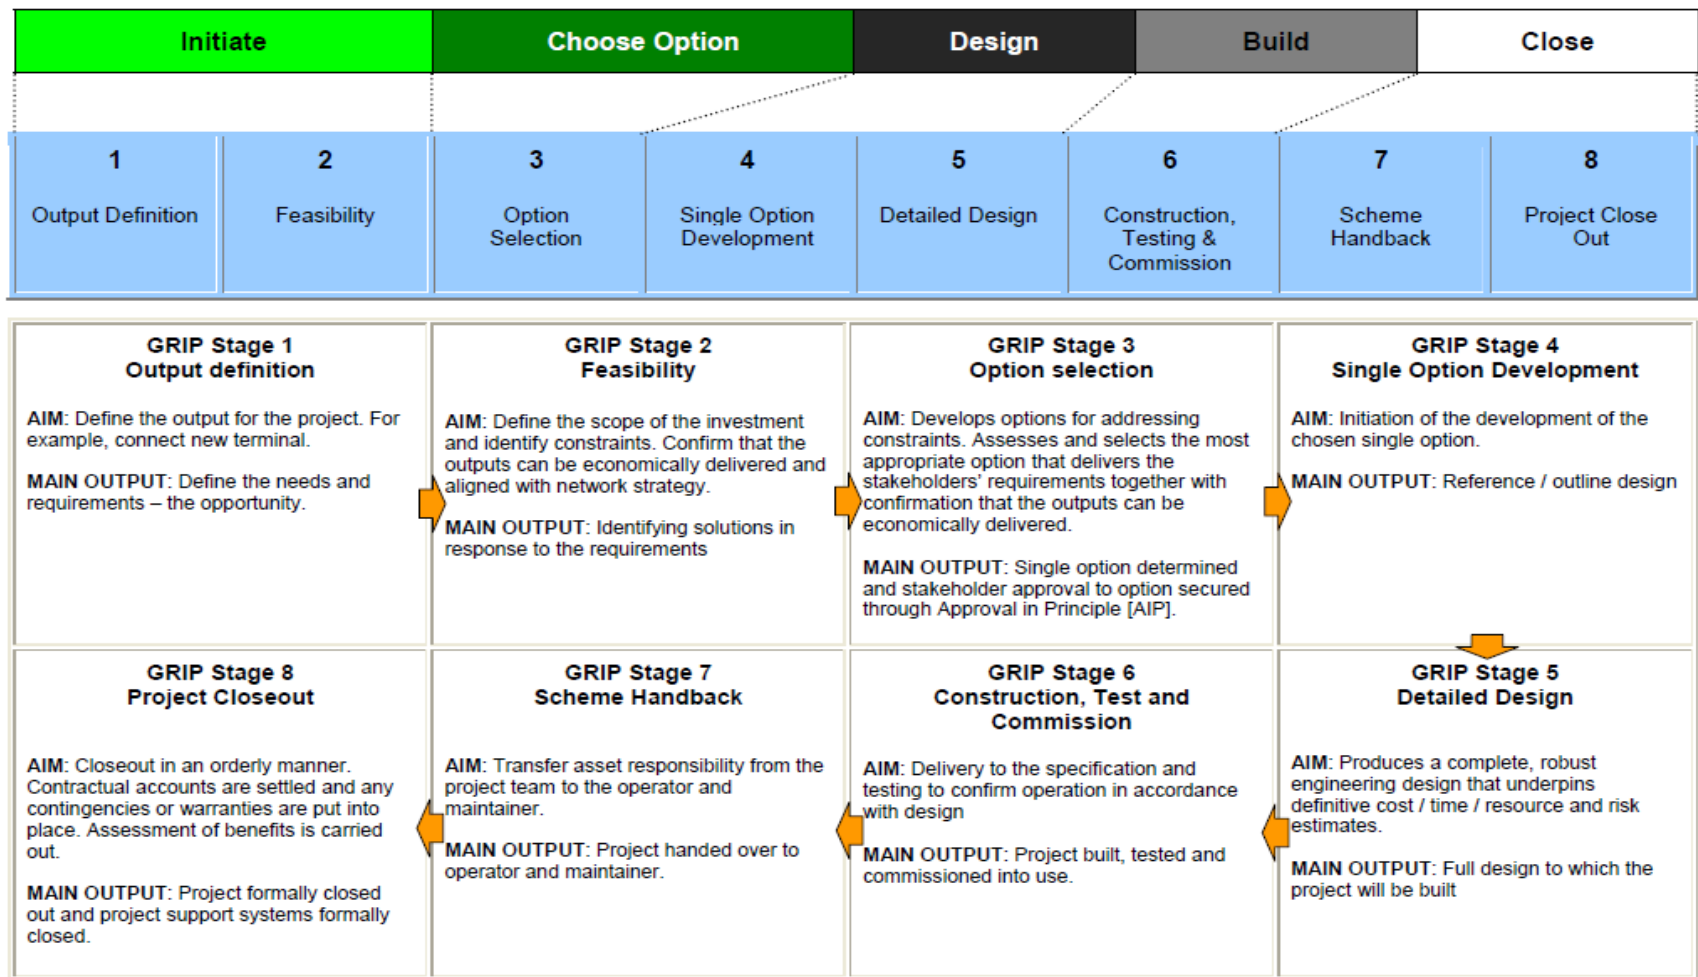 Initiate
Choose Option
Design
Build
Close
1
Output Definition
2
Feasibility
3
Option
Selection
4
Single Option
Development
5
Detailed Design
6
Construction,
Testing &
Commission
7
Scheme
Handback
8
Project Close
Out
GRIP Stage 1
Output definition
AIM: Define the output for the project. For
example, connect new terminal.
MAIN OUTPUT: Define the needs and
requirements – the opportunity.
GRIP Stage 2
Feasibility
AIM: Define the scope of the investment
and identify constraints. Confirm that the
outputs can be economically delivered and
aligned with network strategy.
MAIN OUTPUT: Identifying solutions in
response to the requirements
GRIP Stage 3
Option selection
AIM: Develops options for addressing
constraints. Assesses and selects the most
appropriate option that delivers the
stakeholders' requirements together with
confirmation that the outputs can be
economically delivered.
MAIN OUTPUT: Single option determined
and stakeholder approval to option secured
through Approval in Principle [AIP].
GRIP Stage 4
Single Option Development
AIM: Initiation of the development of the
chosen single option.
MAIN OUTPUT: Reference / outline design
GRIP Stage 8
Project Closeout
AIM: Closeout in an orderly manner.
Contractual accounts are settled and any
contingencies or warranties are put into
place. Assessment of benefits is carried
out.
MAIN OUTPUT: Project formally closed
out and project support systems formally
closed.
GRIP Stage 7
Scheme Handback
AIM: Transfer asset responsibility from the
project team to the operator and
maintainer.
MAIN OUTPUT: Project handed over to
operator and maintainer.
GRIP Stage 6
Construction, Test and
Commission
AIM: Delivery to the specification and
testing to confirm operation in accordance
with design
MAIN OUTPUT: Project built, tested and
commissioned into use.
GRIP Stage 5
Detailed Design
AIM: Produces a complete, robust
engineering design that underpins
definitive cost / time / resource and risk
estimates.
MAIN OUTPUT: Full design to which the
project will be built